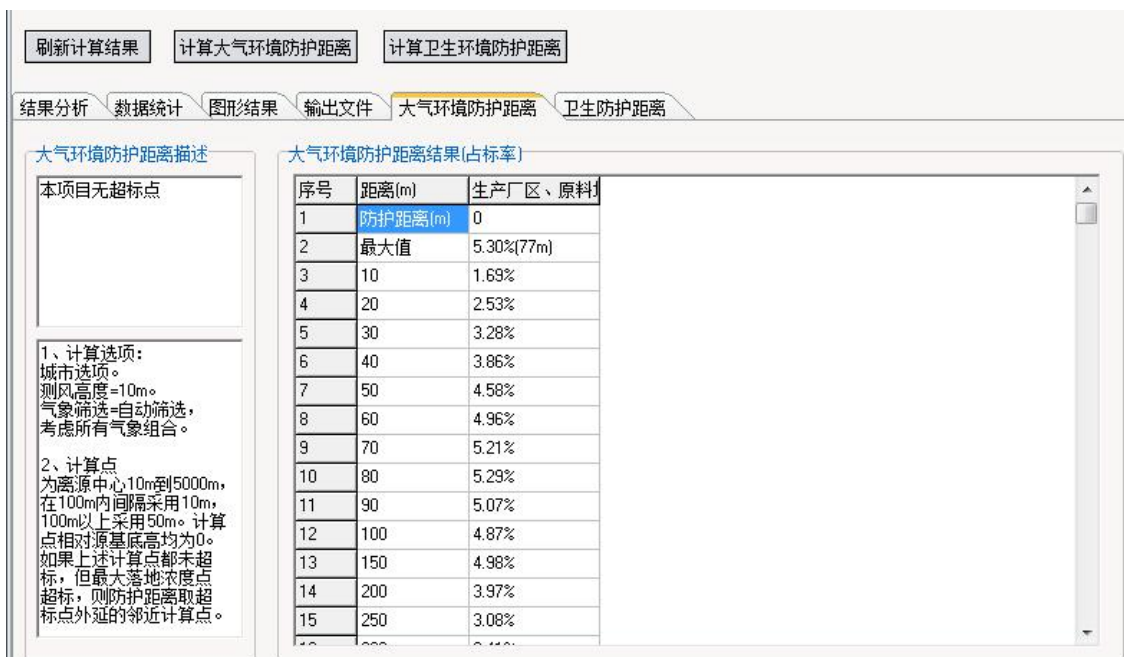 刷新计算结果 计算大气环境防护距离 计算卫生环境防护距离
结果分析 数据统计 图形结果 输出文件 大气环境防护距离 卫生防护距离
大气环境防护距离描述
本项目无超标点
1、计算选项:
城市选项。
测风高度=10m。
气象筛选=自动筛选，
考虑所有气象组合。
2、计算点
为离源中心10m到5000m，
在100m内间隔采用10m，
100m以上采用50m。计算
点相对源基底高均为0。
如果上述计算点都未超
标，但最大落地浓度点
超标，则防护距离取超
标点外延的邻近计算点。
大气环境防护距离结果(占标率)
序号 距离(m) 生产厂区、原料
1 防护距离(m) 0
2 最大值 5.30%(77m)
3 10 1.69%
4 20 2.53%
5 30 3.28%
6 40 3.86%
7 50 4.58%
8 60 4.96%
9 70 5.21%
10 80 5.29%
11 90 5.07%
12 100 4.87%
13 150 4.98%
14 200 3.97%
15 250 3.08%